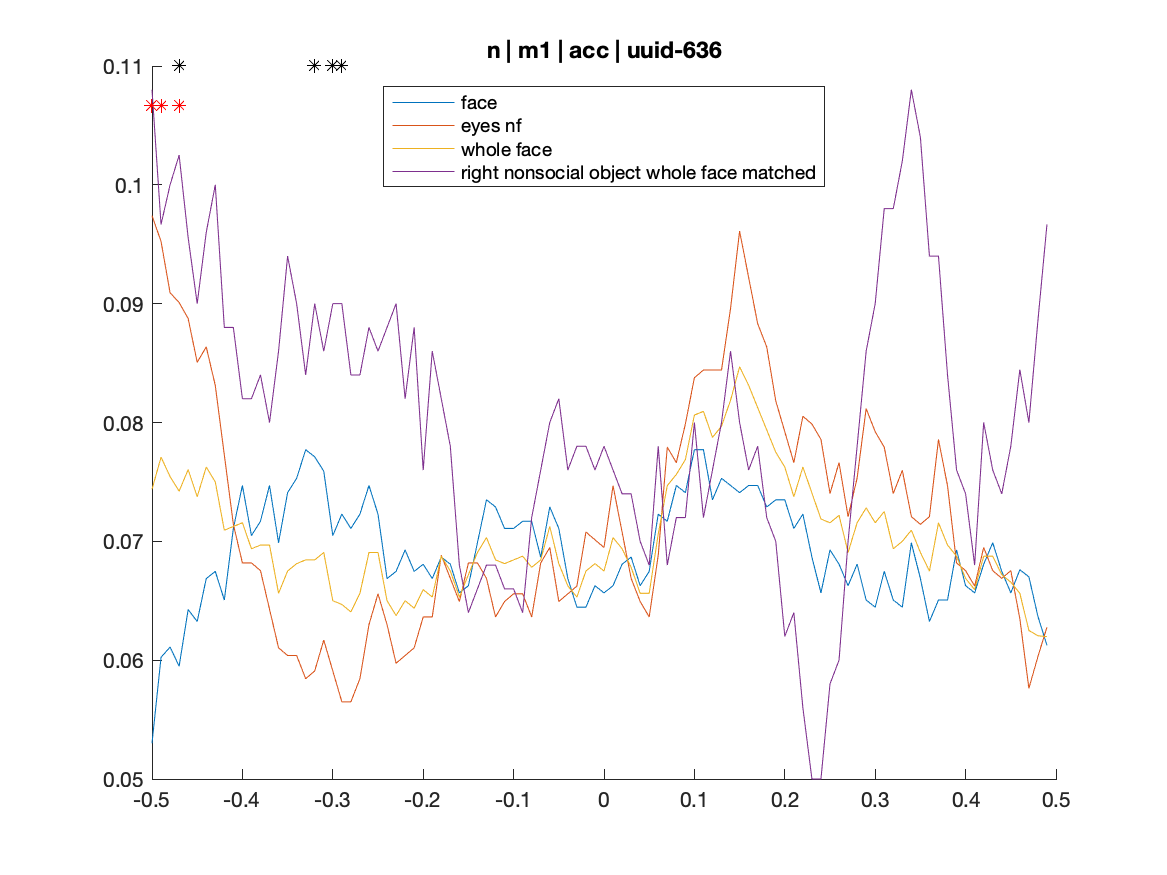 n | m1 | acc | uuid-636
face
eyes nf
whole face
right nonsocial object whole face matched
0.11
0.1
0.09
0.08
0.07
0.06
0.05
-0.5 -0.4 -0.3 -0.2 -0.1 0 0.1 0.2 0.3 0.4 0.5